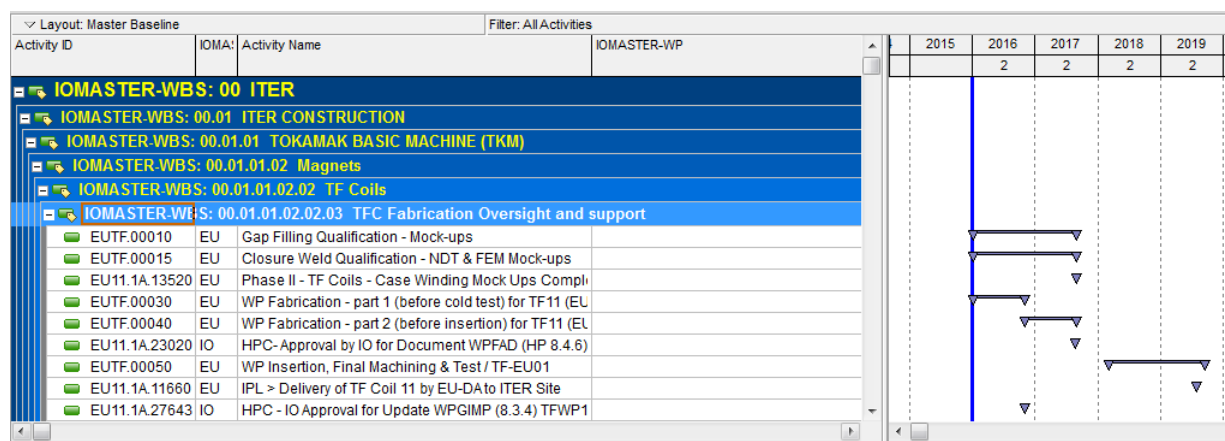 Layout: Master Baseline Filter: All Activities
Activity ID IOMA: Activity Name IOMASTER-WP 2015 2016 2017 2018 2019
2 2 2 2
IOMASTER-WBS: 00 ITER
IOMASTER-WBS: 00.01 ITER CONSTRUCTION
IOMASTER-WBS: 00.01.01 TOKAMAK BASIC MACHINE (TKM)
IOMASTER-WBS: 00.01.01.02 Magnets
IOMASTER-WBS: 00.01.01.02.02 TF Coils
IOMASTER-WBS: 00.01.01.02.02.03 TFC Fabrication Oversight and support
EUTF.00010 EU Gap Filling Qualification - Mock-ups
EUTF.00015 EU Closure Weld Qualification - NDT & FEM Mock-ups
EU11.1A.13520 EU Phase II - TF Coils - Case Winding Mock Ups Compl
EUTF.00030 EU WP Fabrication - part 1 (before cold test) for TF11 (EU
EUTF.00040 EU WP Fabrication - part 2 (before insertion) for TF11 (EU
EU11.1A.23020 IO HPC- Approval by IO for Document WPFAD (HP 8.4.6)
EUTF.00050 EU WP Insertion, Final Machining & Test / TF-EU01
EU11.1A.11660 EU IPL > Delivery of TF Coil 11 by EU-DA to ITER Site
EU11.1A.27643 IO HPC - IO Approval for Update WPGIMP (8.3.4) TFWP1